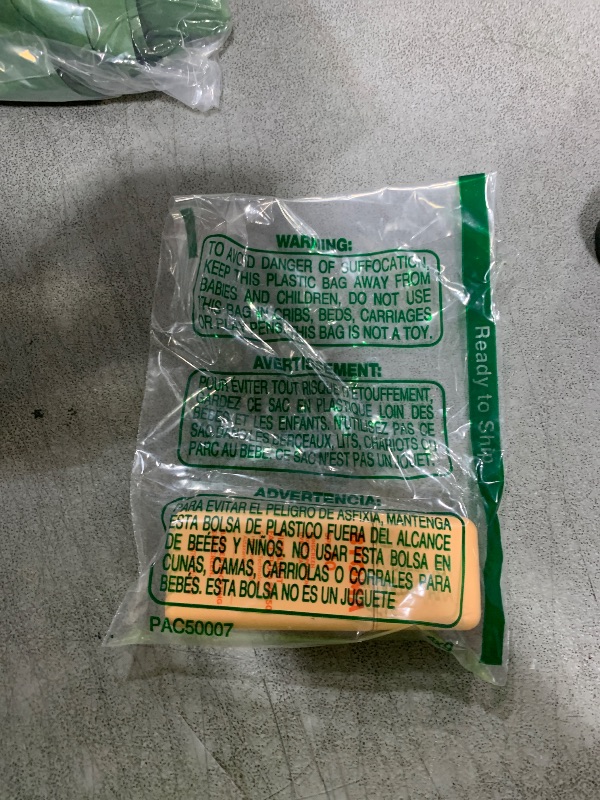 WARNING:
TO AVOID DANGER OF SUFFOCATION,
KEEP THIS PLASTIC BAG AWAY FROM
BABIES AND CHILDREN, DO NOT USE
THIS BAG IN CRIBS, BEDS, CARRIAGES
OR PLAY PENS. THIS BAG IS NOT A TOY.
AVERTISSEMENT:
POUR EVITER TOUT RISQUE D'ETOUFFEMENT,
GARDEZ CE SAC EN PLASTIQUE LOIN DES
BEBES ET LES ENFANTS. N'UTILISEZ PAS CE
SAC DANS LES BERCEAUX, LITS, CHARIOTS OU
PARC AU BEBE. CE SAC N'EST PAS UN JOUET.
ADVERTENCIA:
PARA EVITAR EL PELIGRO DE ASFIXIA, MANTENGA
ESTA BOLSA DE PLASTICO FUERA DEL ALCANCE
DE BEBES Y NIÑOS. NO USAR ESTA BOLSA EN
CUNAS, CAMAS, CARRIOLAS O CORRALES PARA
BEBÉS. ESTA BOLSA NO ES UN JUGUETE
PAC50007
Ready to Ship